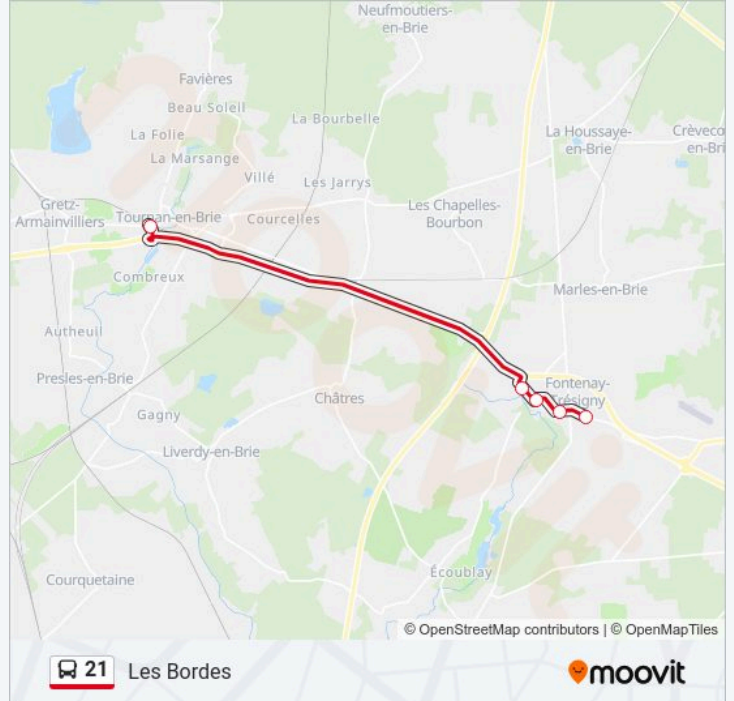 Neufmoutiers-
en-Brie
Favières
Beau Soleil
La Bourbelle
La Folie
La Houssaye-
en-Brie
Crèveco
en-Bri
La Marsange
Villé
Les Jarrys
Gretz-
Armainvilliers
Tournan-en-Brie
Courcelles
Les Chapelles-
Bourbon
Combreux
Marles-en-Brie
Autheuil
Presles-en-Brie
Fontenay-
Trésigny
Châtres
Gagny
Liverdy-en-Brie
Écoublay
Courquetaine
© OpenStreetMap contributors | © OpenMapTiles
21 Les Bordes
moovit